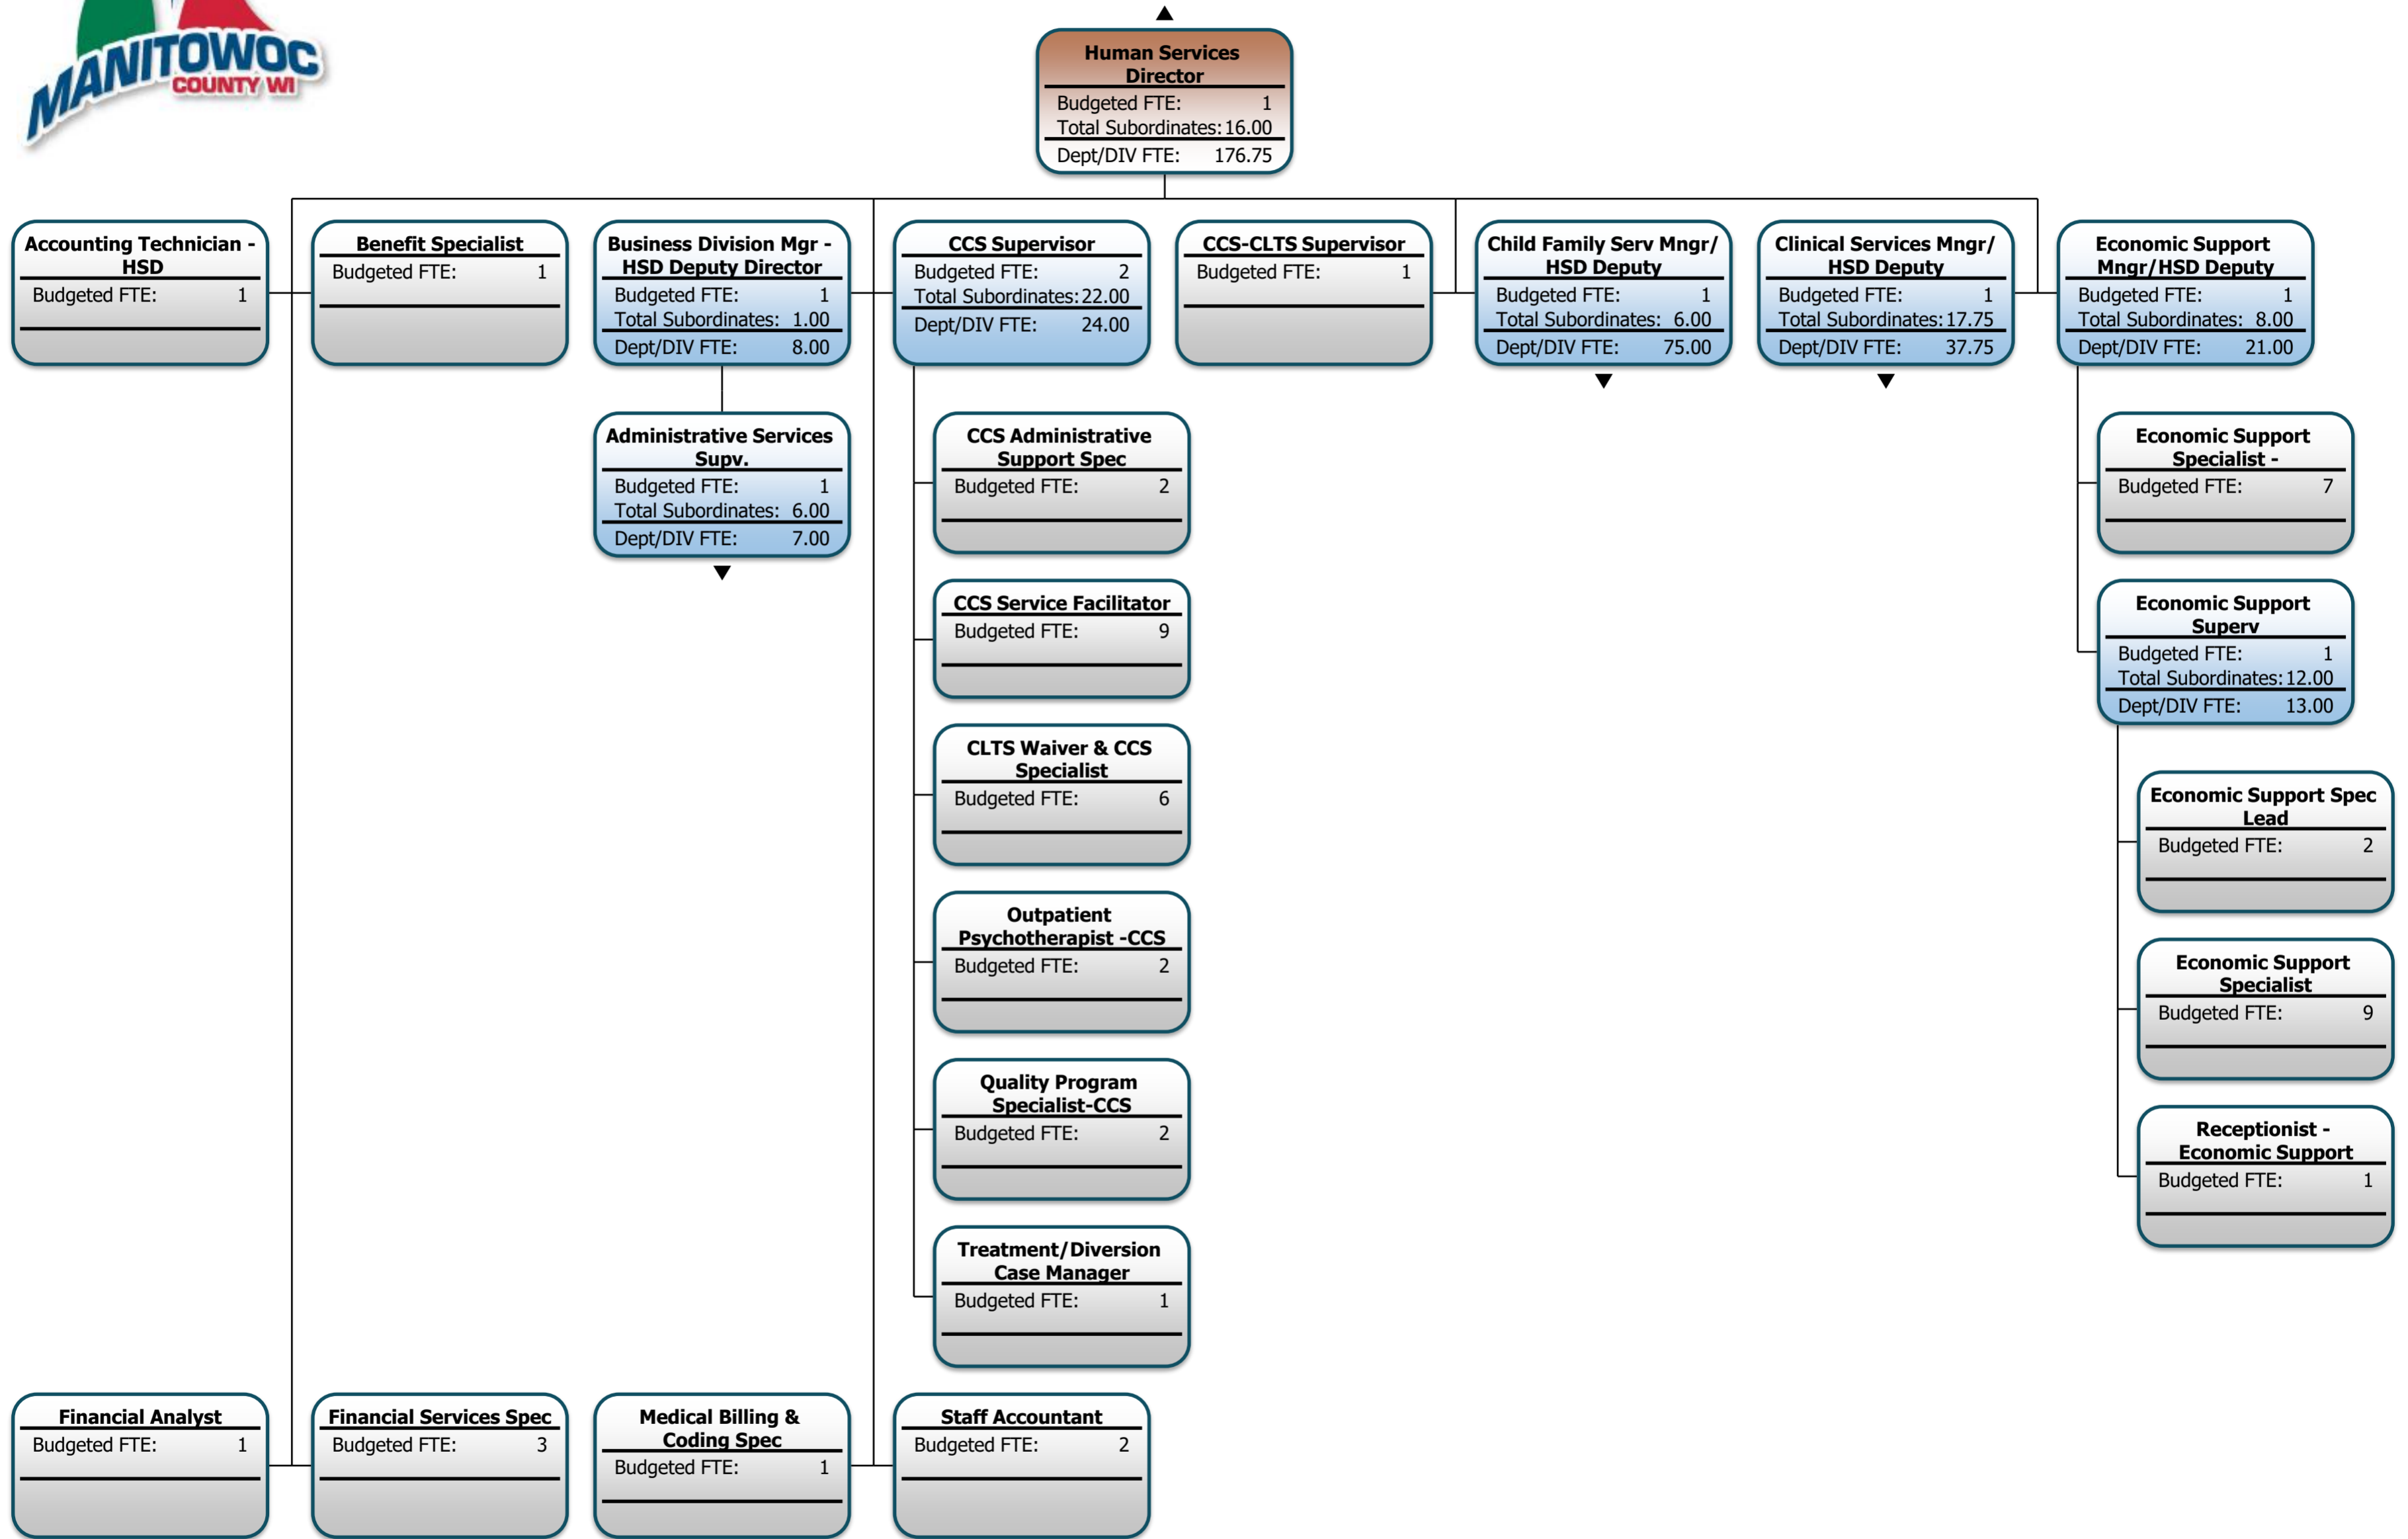 MANITOWOC
COUNTY WI
Human Services
Director
Budgeted FTE: 1
Total Subordinates: 16.00
Dept/DIV FTE: 176.75
Accounting Technician -
HSD
Budgeted FTE: 1
Benefit Specialist
Budgeted FTE: 1
Business Division Mgr -
HSD Deputy Director
Budgeted FTE: 1
Total Subordinates: 1.00
Dept/DIV FTE: 8.00
CCS Supervisor
Budgeted FTE: 2
Total Subordinates: 22.00
Dept/DIV FTE: 24.00
CCS-CLTS Supervisor
Budgeted FTE: 1
Child Family Serv Mngr/
HSD Deputy
Budgeted FTE: 1
Total Subordinates: 6.00
Dept/DIV FTE: 75.00
Clinical Services Mngr/
HSD Deputy
Budgeted FTE: 1
Total Subordinates: 17.75
Dept/DIV FTE: 37.75
Economic Support
Mngr/HSD Deputy
Budgeted FTE: 1
Total Subordinates: 8.00
Dept/DIV FTE: 21.00
Administrative Services
Supv.
Budgeted FTE: 1
Total Subordinates: 6.00
Dept/DIV FTE: 7.00
CCS Administrative
Support Spec
Budgeted FTE: 2
CCS Service Facilitator
Budgeted FTE: 9
CLTS Waiver & CCS
Specialist
Budgeted FTE: 6
Outpatient
Psychotherapist -CCS
Budgeted FTE: 2
Quality Program
Specialist-CCS
Budgeted FTE: 2
Treatment/Diversion
Case Manager
Budgeted FTE: 1
Economic Support
Specialist -
Budgeted FTE: 7
Economic Support
Superv
Budgeted FTE: 1
Total Subordinates: 12.00
Dept/DIV FTE: 13.00
Economic Support Spec
Lead
Budgeted FTE: 2
Economic Support
Specialist
Budgeted FTE: 9
Receptionist -
Economic Support
Budgeted FTE: 1
Financial Analyst
Budgeted FTE: 1
Financial Services Spec
Budgeted FTE: 3
Medical Billing &
Coding Spec
Budgeted FTE: 1
Staff Accountant
Budgeted FTE: 2